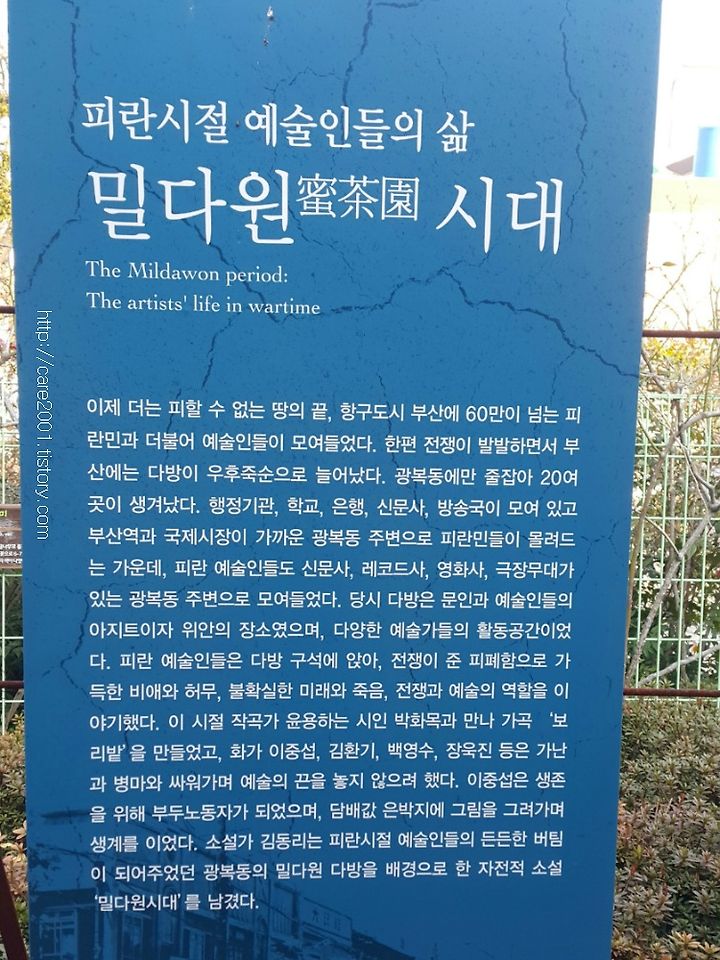 피란시절 예술인들의 삶
밀다원蜜茶園 시대
The Mildawon period:
The artists' life in wartime
이제 더는 피할 수 없는 땅의 끝, 항구도시 부산에 60만이 넘는 피
란민과 더불어 예술인들이 모여들었다. 한편 전쟁이 발발하면서 부
산에는 다방이 우후죽순으로 늘어났다. 광복동에만 줄잡아 20여
곳이 생겨났다. 행정기관, 학교, 은행, 신문사, 방송국이 모여 있고
부산역과 국제시장이 가까운 광복동 주변으로 피란민들이 몰려드
는 가운데, 피란 예술인들도 신문사, 레코드사, 영화사, 극장무대가
있는 광복동 주변으로 모여들었다. 당시 다방은 문인과 예술인들의
아지트이자 위안의 장소였으며, 다양한 예술가들의 활동공간이었
다. 피란 예술인들은 다방 구석에 앉아, 전쟁이 준 피폐함으로 가
득한 비애와 허무, 불확실한 미래와 죽음, 전쟁과 예술의 역할을 이
야기했다. 이 시절 작곡가 윤용하는 시인 박화목과 만나 가곡 ‘보
리밭’을 만들었고, 화가 이중섭, 김환기, 백영수, 장욱진 등은 가난
과 병마와 싸워가며 예술의 끈을 놓지 않으려 했다. 이중섭은 생존
을 위해 부두노동자가 되었으며, 담배값 은박지에 그림을 그려가며
생계를 이었다. 소설가 김동리는 피란시절 예술인들의 든든한 버팀
이 되어주었던 광복동의 밀다원 다방을 배경으로 한 자전적 소설
‘밀다원시대’를 남겼다.
http://care2001.tistory.com